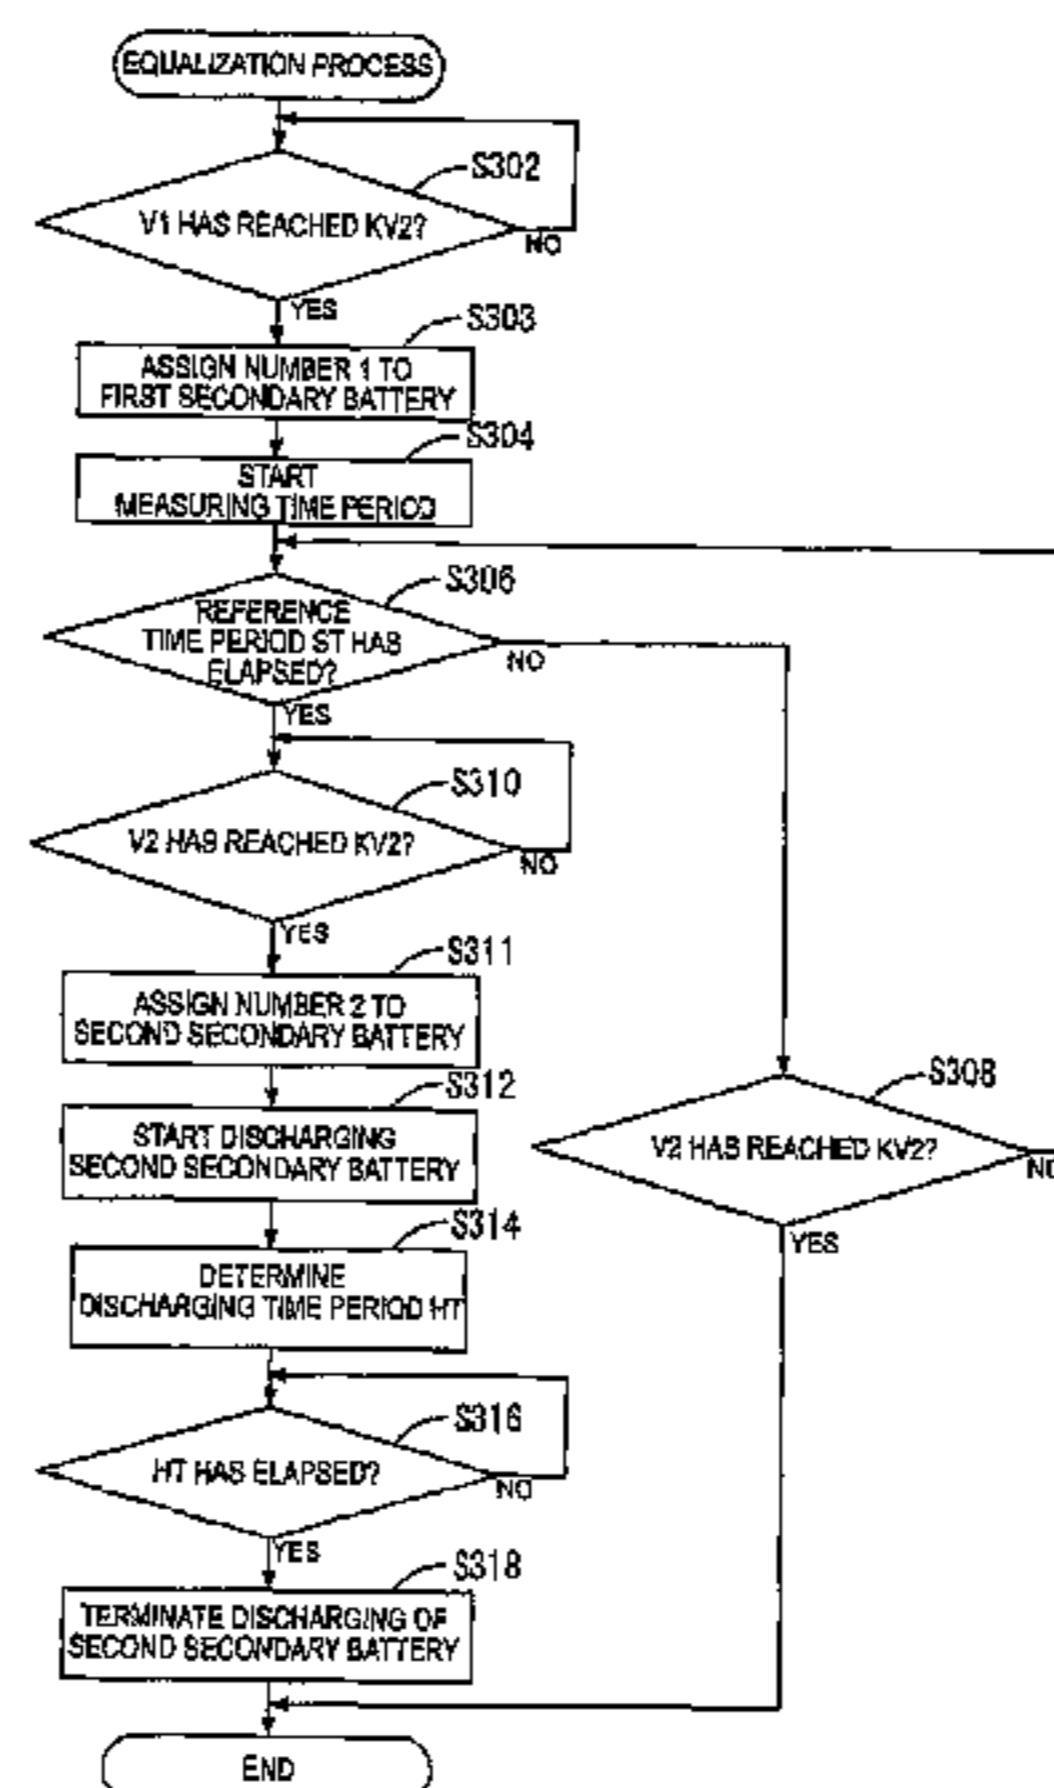 EQUALIZATION PROCESS
S302
V1 HAS REACHED KV2?
NO
YES
S303
ASSIGN NUMBER 1 TO
FIRST SECONDARY BATTERY
S304
START
MEASURING TIME PERIOD
S306
REFERENCE
TIME PERIOD ST HAS
ELAPSED?
NO
YES
S310
V2 HAS REACHED KV2?
NO
YES
S311
ASSIGN NUMBER 2 TO
SECOND SECONDARY BATTERY
S312
START DISCHARGING
SECOND SECONDARY BATTERY
S308
V2 HAS REACHED KV2?
NO
YES
S314
DETERMINE
DISCHARGING TIME PERIOD HT
S316
HT HAS ELAPSED?
NO
YES
S318
TERMINATE DISCHARGING OF
SECOND SECONDARY BATTERY
END